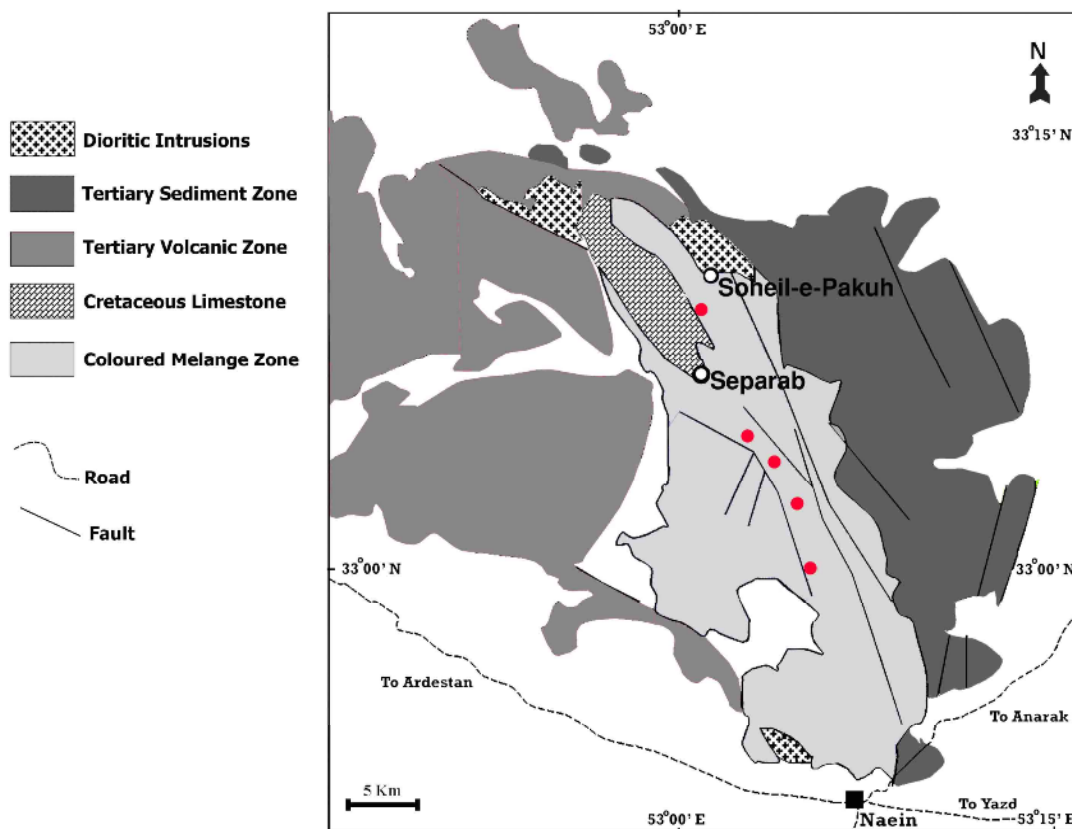 53°00' E
N
33°15' N
Dioritic Intrusions
Tertiary Sediment Zone
Tertiary Volcanic Zone
Cretaceous Limestone
Coloured Melange Zone
Road
Fault
Soheil-e-Pakuh
Separab
33°00' N
33°00' N
To Ardestan
To Anarak
5 Km
To Yazd
Naein
53°00' E
53°15' E